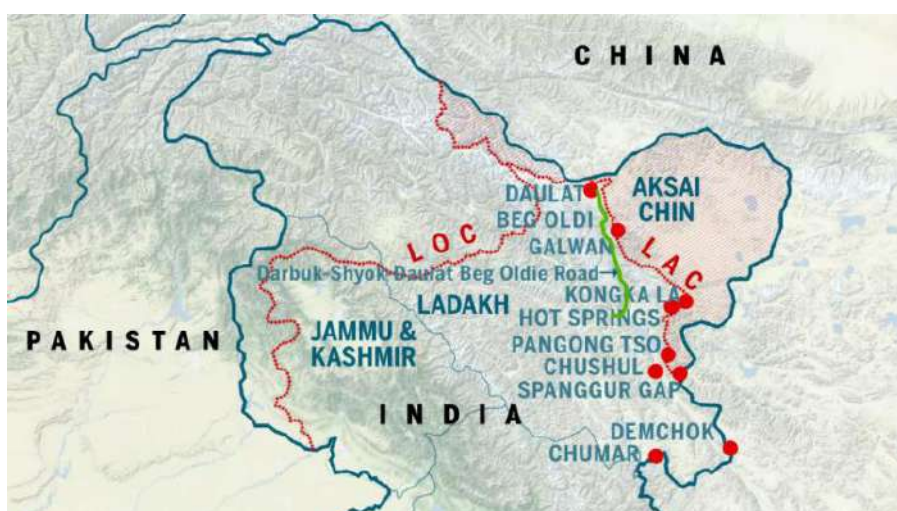 CHINA
DAULAT
BEG OLDI
AKSAI
CHIN
GALWAN
LOC
LAC
Darbuk-Shyok-Daulat Beg Oldie Road
LADAKH
KONGKA LA
HOT SPRINGS
PAKISTAN
JAMMU &
KASHMIR
PANGONG TSO
CHUSHUL
SPANGGUR GAP
INDIA
DEMCHOK
CHUMAR